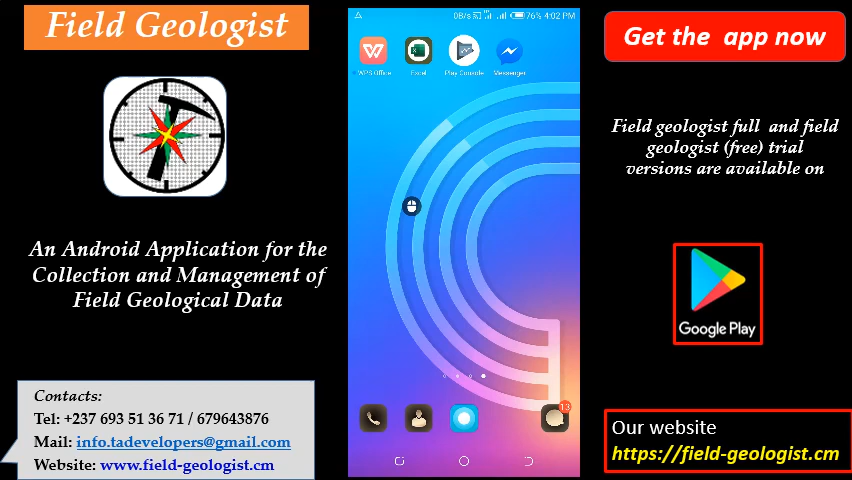 Field Geologist
An Android Application for the
Collection and Management of
Field Geological Data
Contacts:
Tel: +237 693 51 36 71 / 679643876
Mail: info.tadevelopers@gmail.com
Website: www.field-geologist.cm
0B/s 76% 4:02 PM
WPS Office Excel Play Console Messenger
13
Get the app now
Field geologist full and field
geologist (free) trial
versions are available on
Google Play
Our website
https://field-geologist.cm